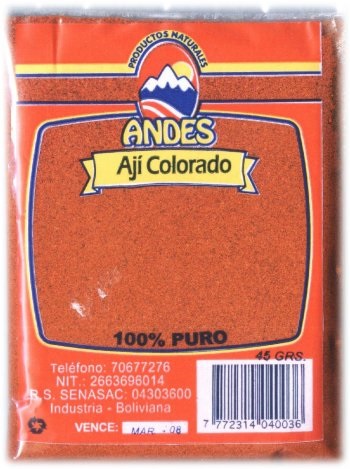 PRODUCTOS NATURALES
ANDES
Ají Colorado
100% PURO
45 GRS.
Teléfono: 70677276
NIT.: 2663696014
R.S. SENASAC: 04303600
Industria - Boliviana
VENCE: MAR - 08
7 772314 040036